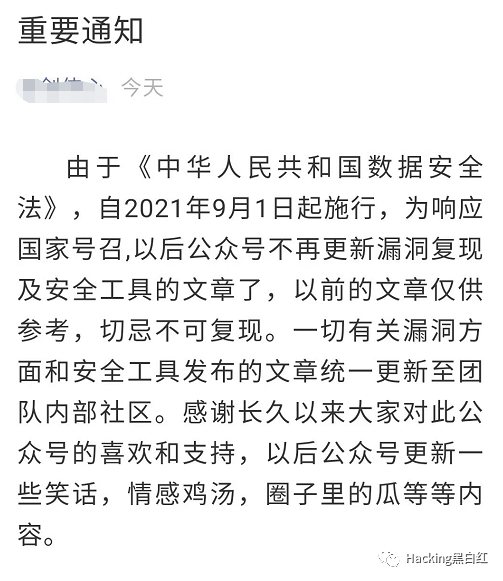 重要通知
今天
由于《中华人民共和国数据安全
法》，自2021年9月1日起施行，为响应
国家号召,以后公众号不再更新漏洞复现
及安全工具的文章了，以前的文章仅供
参考，切忌不可复现。一切有关漏洞方
面和安全工具发布的文章统一更新至团
队内部社区。感谢长久以来大家对此公
众号的喜欢和支持，以后公众号更新一
些笑话，情感鸡汤，圈子里的瓜等等内
容。
Hacking黑白红